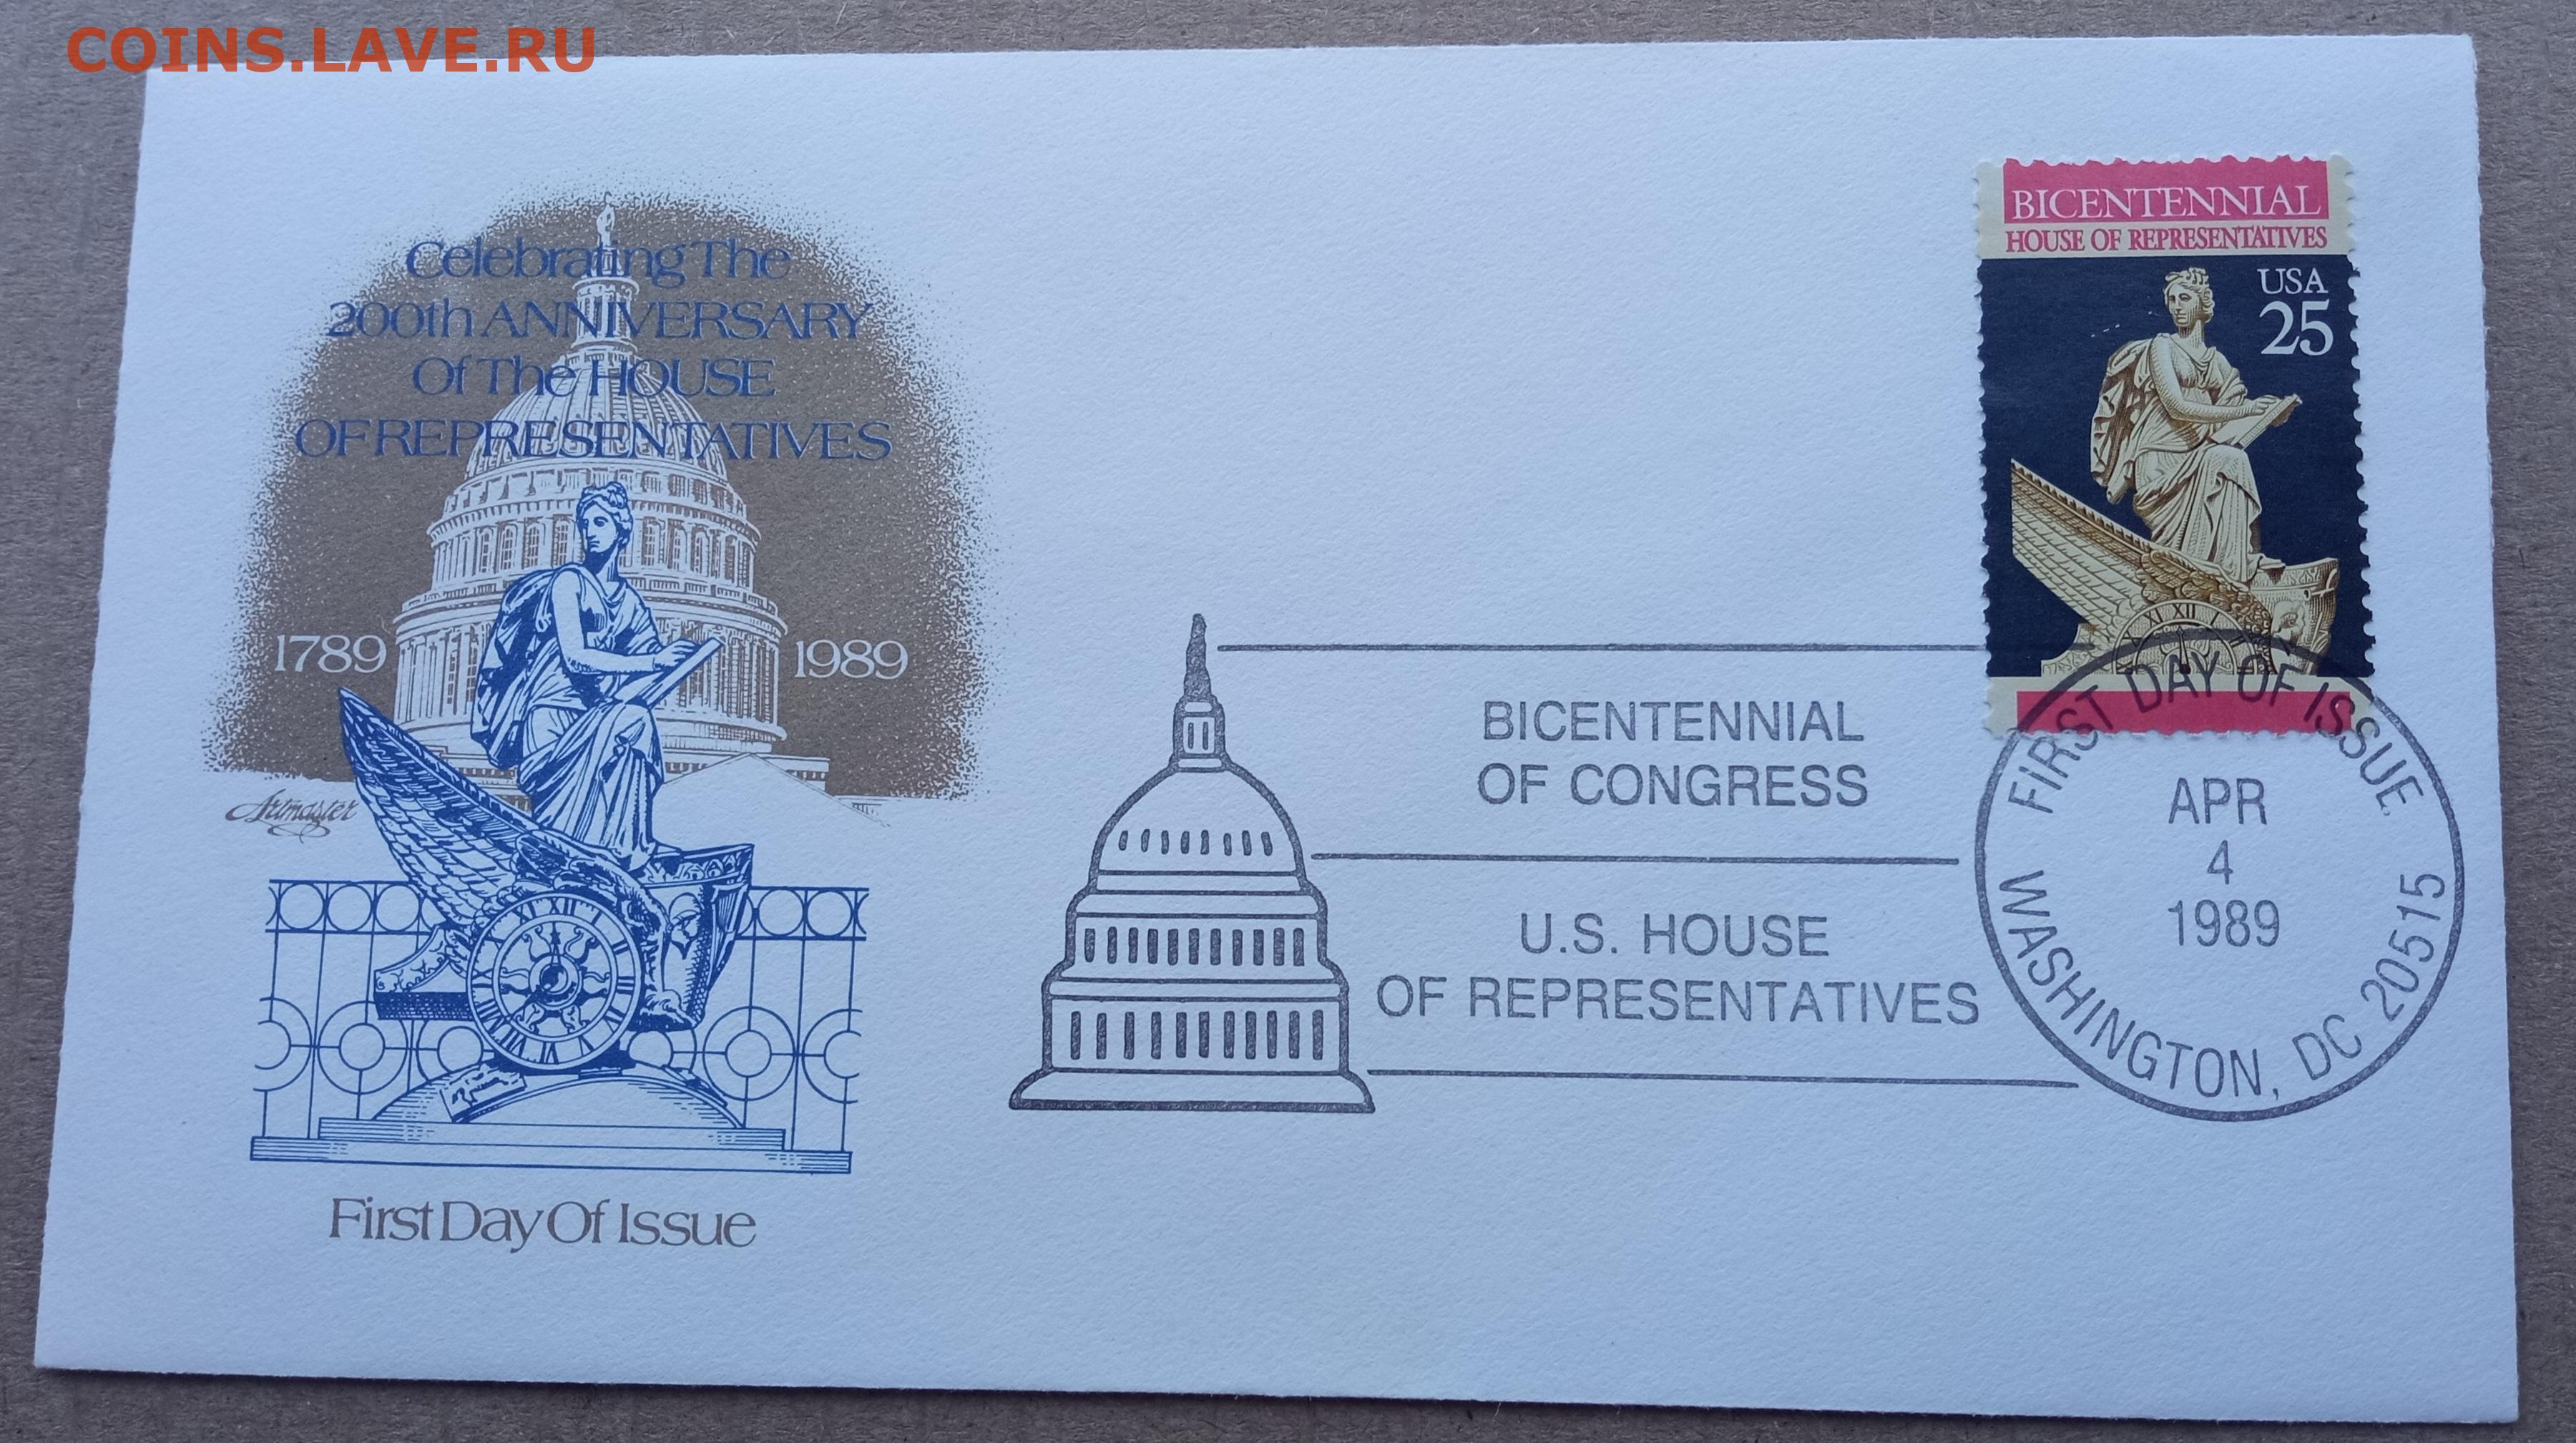 COINS.LAVE.RU
Celebrating The
200th ANNIVERSARY
Of The HOUSE
OF REPRESENTATIVES
1789 1989
Artmaster
First Day Of Issue
BICENTENNIAL
OF CONGRESS
U.S. HOUSE
OF REPRESENTATIVES
BICENTENNIAL
HOUSE OF REPRESENTATIVES
USA
25
XI XII
FIRST DAY OF ISSUE
APR
4
1989
WASHINGTON, DC 20515